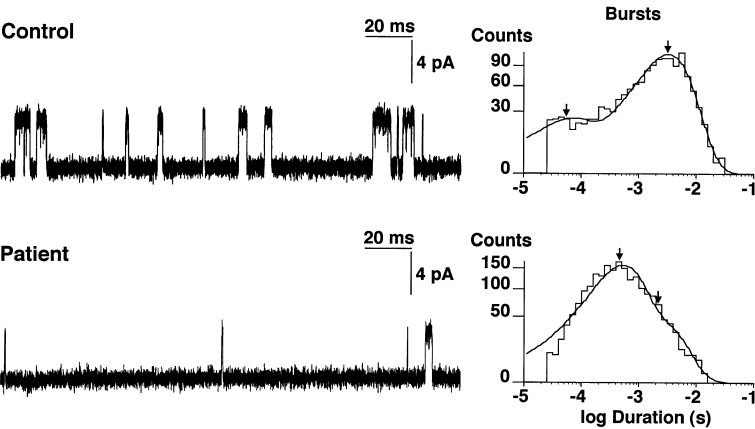 Control
20 ms
4 pA
Bursts
Counts
90
60
30
0
-5
-4
-3
-2
-1
Patient
20 ms
4 pA
Counts
150
100
50
0
-5
-4
-3
-2
-1
log Duration (s)